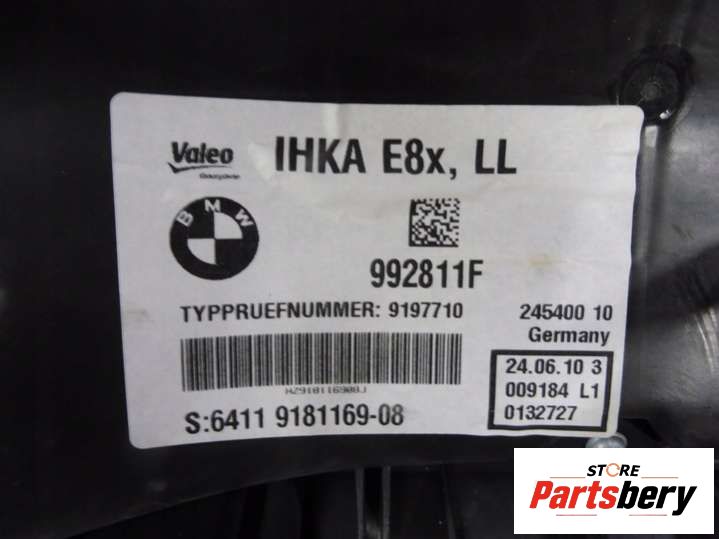 Valeo
IHKA E8x, LL
BMW
992811F
TYPPRUEFNUMMER: 9197710
245400 10
Germany
24.06.10 3
009184 L1
0132727
S:6411 9181169-08
STORE
Partsbery